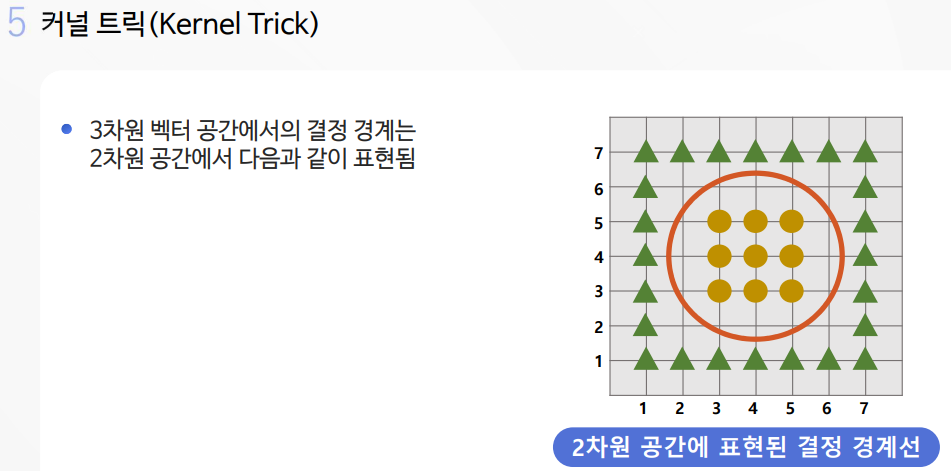 5 커널 트릭(Kernel Trick)
3차원 벡터 공간에서의 결정 경계는
2차원 공간에서 다음과 같이 표현됨
7
6
5
4
3
2
1
1 2 3 4 5 6 7
2차원 공간에 표현된 결정 경계선